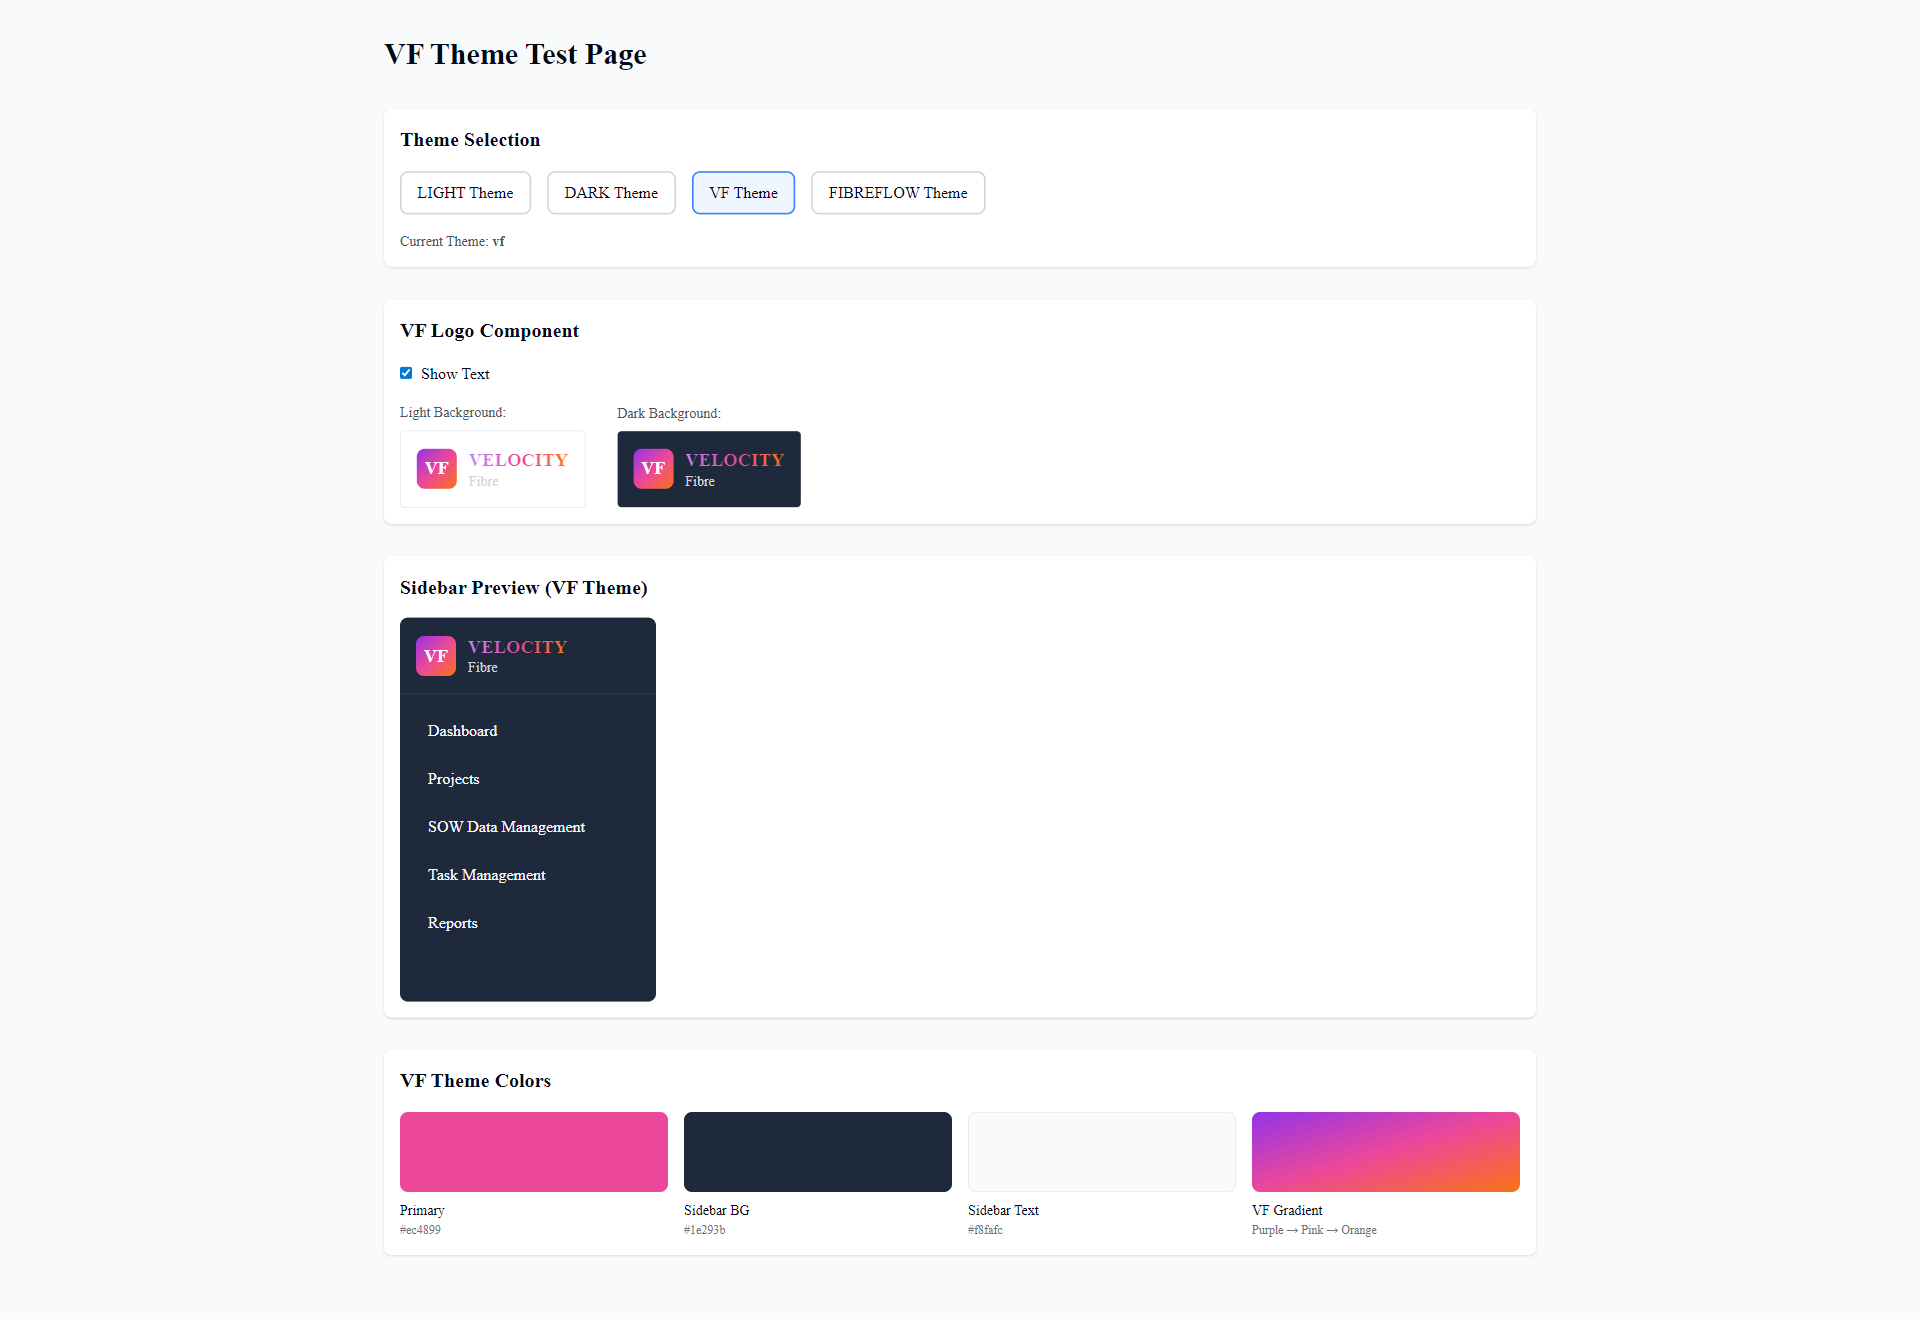 VF Theme Test Page
Theme Selection
LIGHT Theme
DARK Theme
VF Theme
FIBREFLOW Theme
Current Theme: vf
VF Logo Component
Show Text
Light Background:
VF
VELOCITY
Fibre
Dark Background:
VF
VELOCITY
Fibre
Sidebar Preview (VF Theme)
VF
VELOCITY
Fibre
Dashboard
Projects
SOW Data Management
Task Management
Reports
VF Theme Colors
Primary
#ec4899
Sidebar BG
#1e293b
Sidebar Text
#f8fafc
VF Gradient
Purple → Pink → Orange